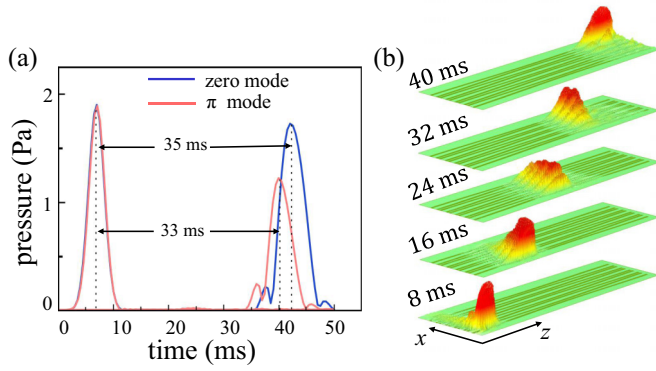 (a)
zero mode
π mode
pressure (Pa)
2
1
0
35 ms
33 ms
0 10 20 30 40 50
time (ms)
(b)
40 ms
32 ms
24 ms
16 ms
8 ms
x
z